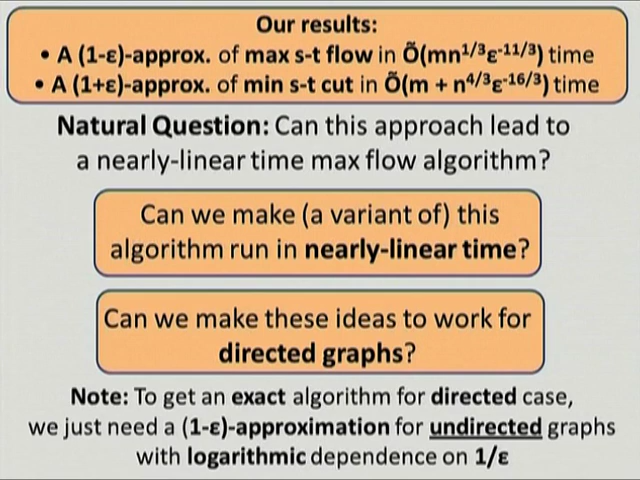 Our results:
• A (1-ε)-approx. of max s-t flow in Õ(mn^1/3 ε^-11/3) time
• A (1+ε)-approx. of min s-t cut in Õ(m + n^4/3 ε^-16/3) time
Natural Question: Can this approach lead to
a nearly-linear time max flow algorithm?
Can we make (a variant of) this
algorithm run in nearly-linear time?
Can we make these ideas to work for
directed graphs?
Note: To get an exact algorithm for directed case,
we just need a (1-ε)-approximation for undirected graphs
with logarithmic dependence on 1/ε